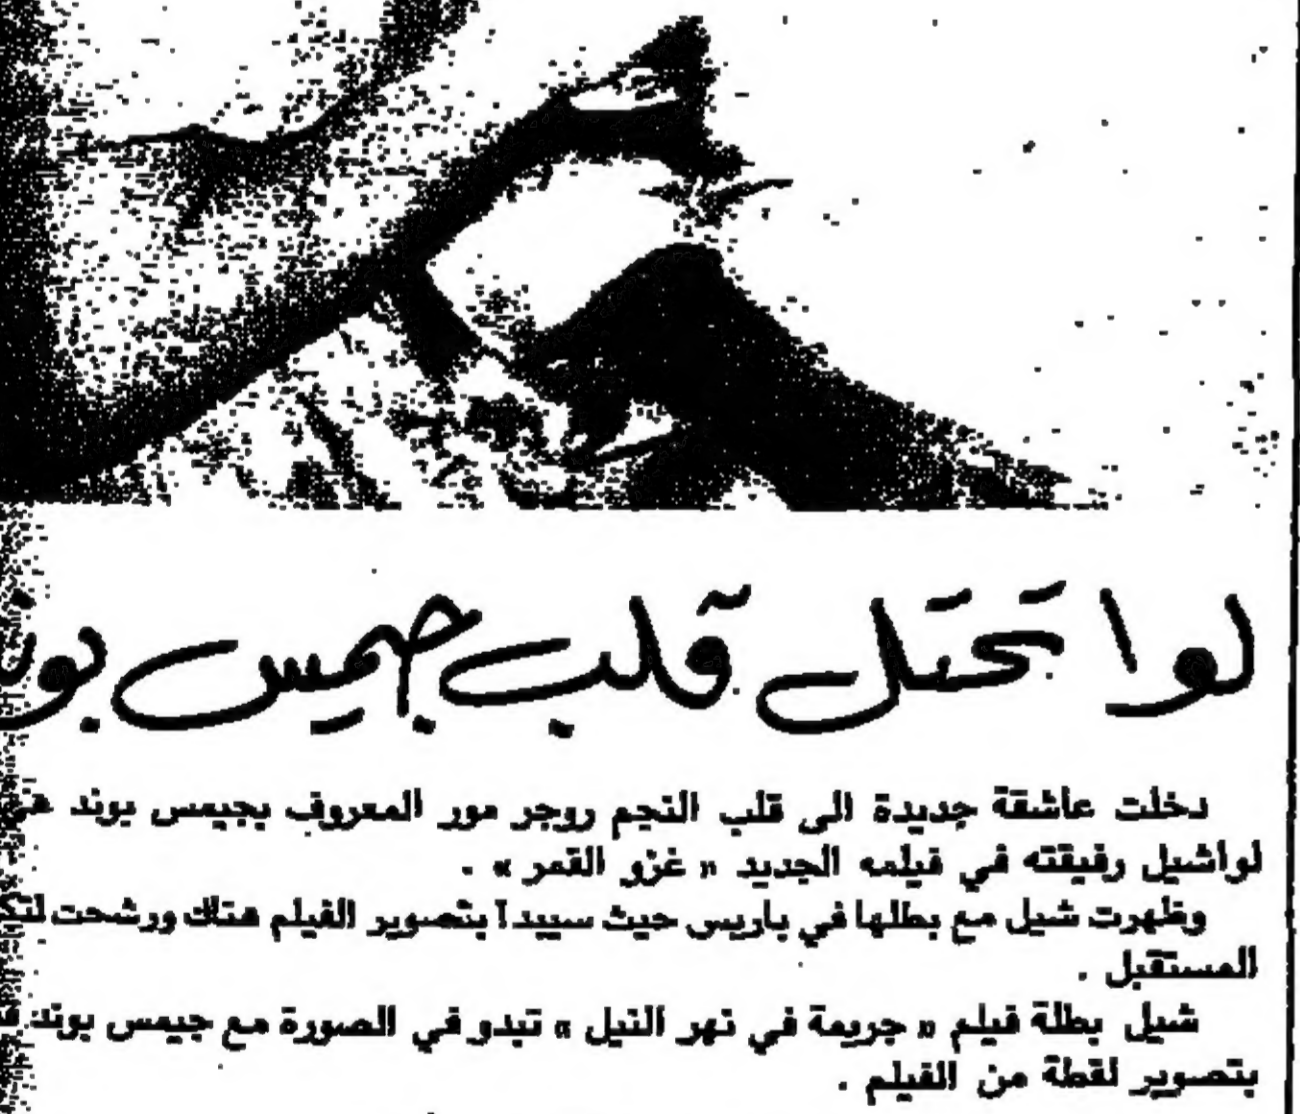 لوا تحتل قلب جيمس بوند
دخلت عاشقة جديدة الى قلب النجم روجر مور المعروف بجيمس بوند
لواشيل رفيقته في فيلمه الجديد « غزو القمر » .
وظهرت شيل مع بطلها في باريس حيث سيبدأ بتصوير الفيلم هناك ورشحت
المستقبل .
شيل بطلة فيلم « جريمة في نهر النيل » تبدو في الصورة مع جيمس بوند
بتصوير لقطة من الفيلم .